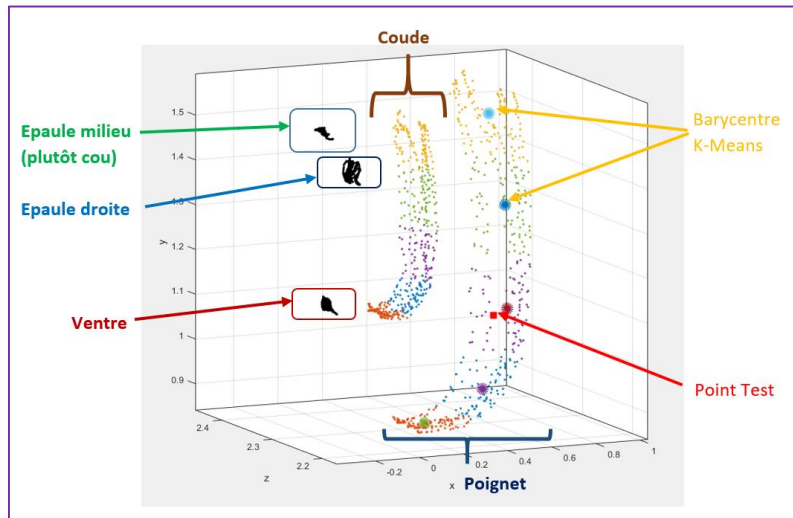 Coude
Epaule milieu
(plutôt cou)
Barycentre
K-Means
Epaule droite
Ventre
Point Test
Poignet
1.5
1.4
1.3
1.2
1.1
1
0.9
y
2.4
2.3
2.2
z
-0.2
0
0.2
0.4
0.6
0.8
1
x